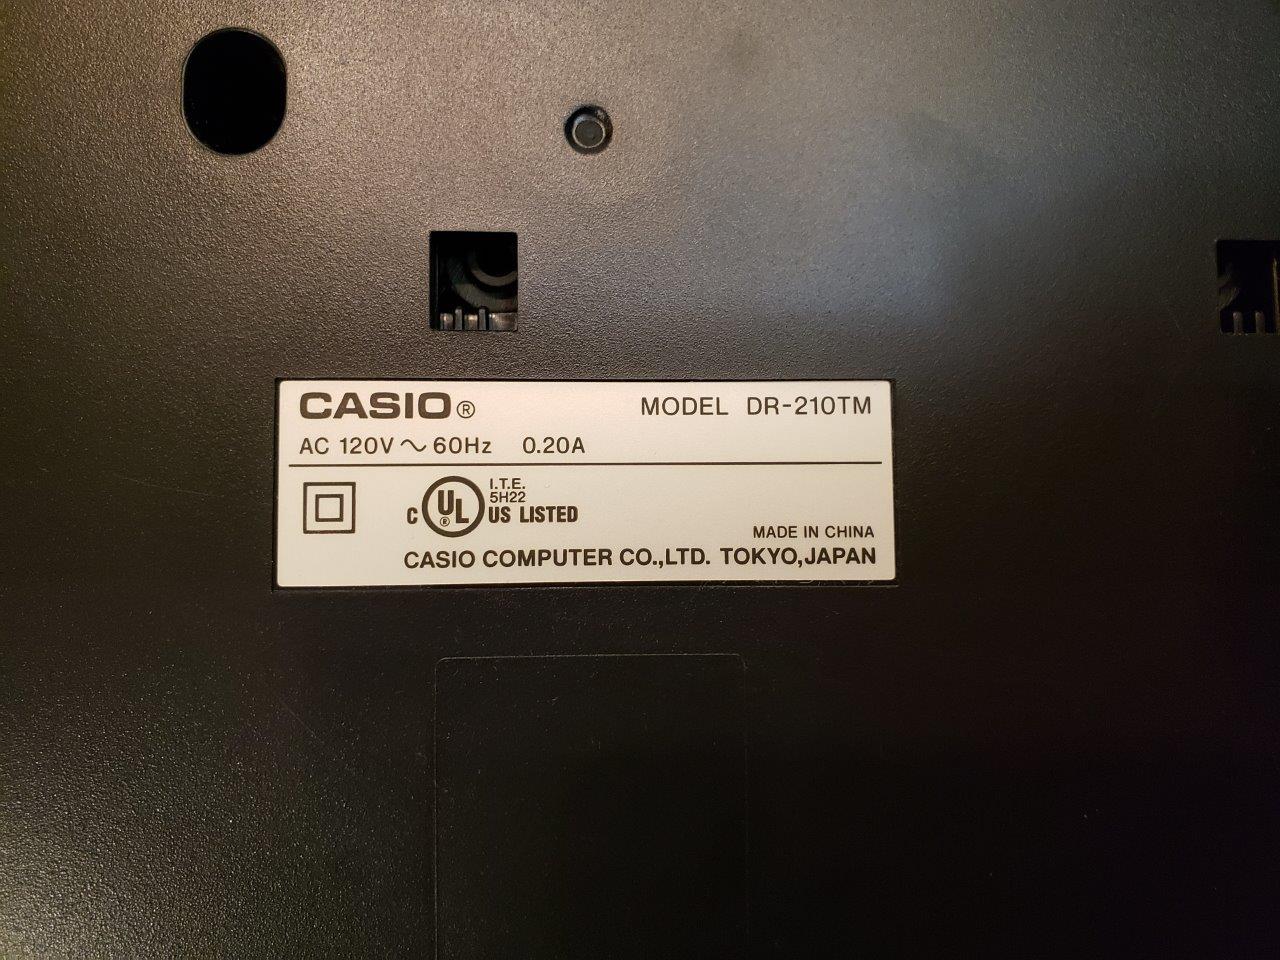 CASIO® MODEL DR-210TM
AC 120V ~ 60Hz 0.20A
I.T.E.
5H22
C UL® US LISTED
MADE IN CHINA
CASIO COMPUTER CO.,LTD. TOKYO,JAPAN